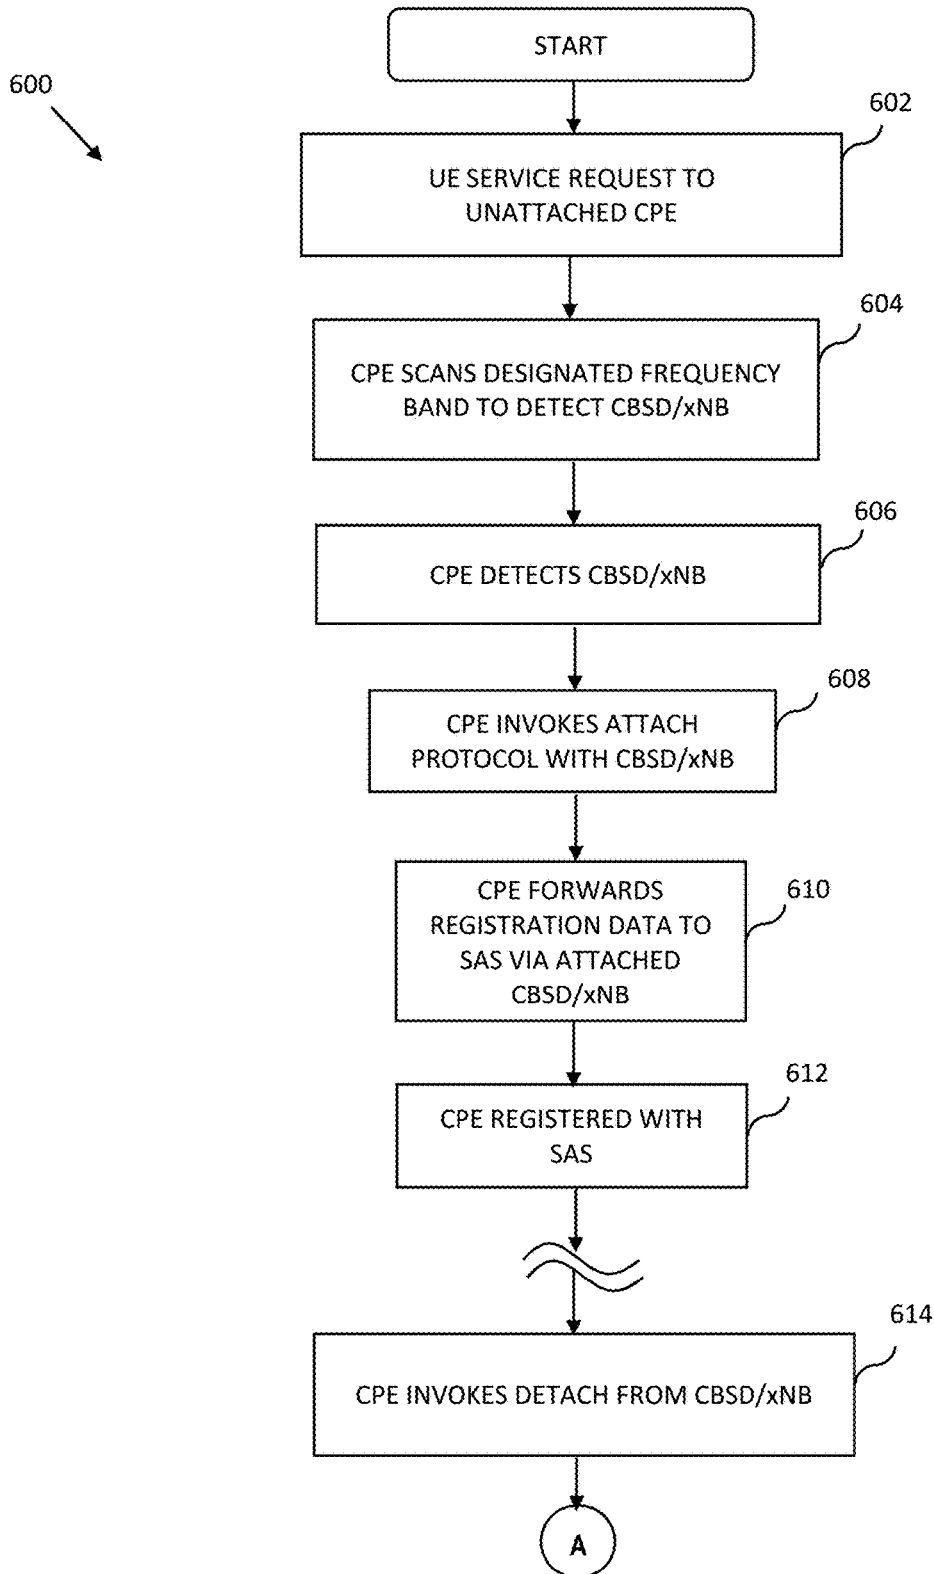 START
600
602
UE SERVICE REQUEST TO
UNATTACHED CPE
604
CPE SCANS DESIGNATED FREQUENCY
BAND TO DETECT CBSD/xNB
606
CPE DETECTS CBSD/xNB
608
CPE INVOKES ATTACH
PROTOCOL WITH CBSD/xNB
610
CPE FORWARDS
REGISTRATION DATA TO
SAS VIA ATTACHED
CBSD/xNB
612
CPE REGISTERED WITH
SAS
614
CPE INVOKES DETACH FROM CBSD/xNB
A